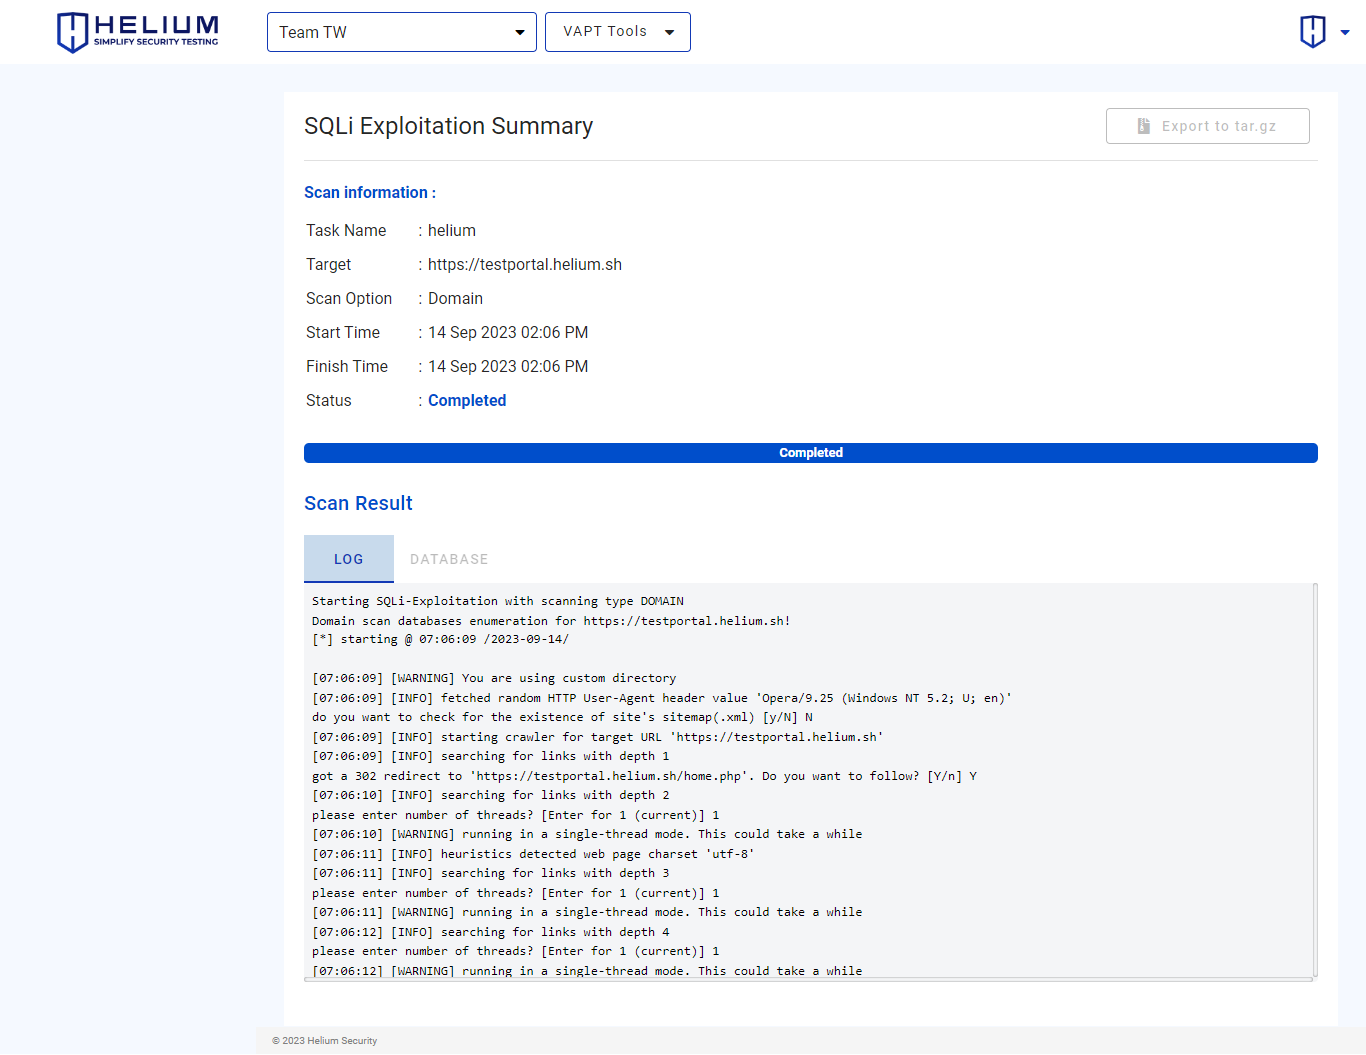 HELIUM
SIMPLIFY SECURITY TESTING
Team TW
VAPT Tools
SQLi Exploitation Summary
Export to tar.gz
Scan information :
Task Name : helium
Target : https://testportal.helium.sh
Scan Option : Domain
Start Time : 14 Sep 2023 02:06 PM
Finish Time : 14 Sep 2023 02:06 PM
Status : Completed
Completed
Scan Result
LOG DATABASE
Starting SQLi-Exploitation with scanning type DOMAIN
Domain scan databases enumeration for https://testportal.helium.sh!
[*] starting @ 07:06:09 /2023-09-14/
[07:06:09] [WARNING] You are using custom directory
[07:06:09] [INFO] fetched random HTTP User-Agent header value 'Opera/9.25 (Windows NT 5.2; U; en)'
do you want to check for the existence of site's sitemap(.xml) [y/N] N
[07:06:09] [INFO] starting crawler for target URL 'https://testportal.helium.sh'
[07:06:09] [INFO] searching for links with depth 1
got a 302 redirect to 'https://testportal.helium.sh/home.php'. Do you want to follow? [Y/n] Y
[07:06:10] [INFO] searching for links with depth 2
please enter number of threads? [Enter for 1 (current)] 1
[07:06:10] [WARNING] running in a single-thread mode. This could take a while
[07:06:11] [INFO] heuristics detected web page charset 'utf-8'
[07:06:11] [INFO] searching for links with depth 3
please enter number of threads? [Enter for 1 (current)] 1
[07:06:11] [WARNING] running in a single-thread mode. This could take a while
[07:06:12] [INFO] searching for links with depth 4
please enter number of threads? [Enter for 1 (current)] 1
[07:06:12] [WARNING] running in a single-thread mode. This could take a while
© 2023 Helium Security